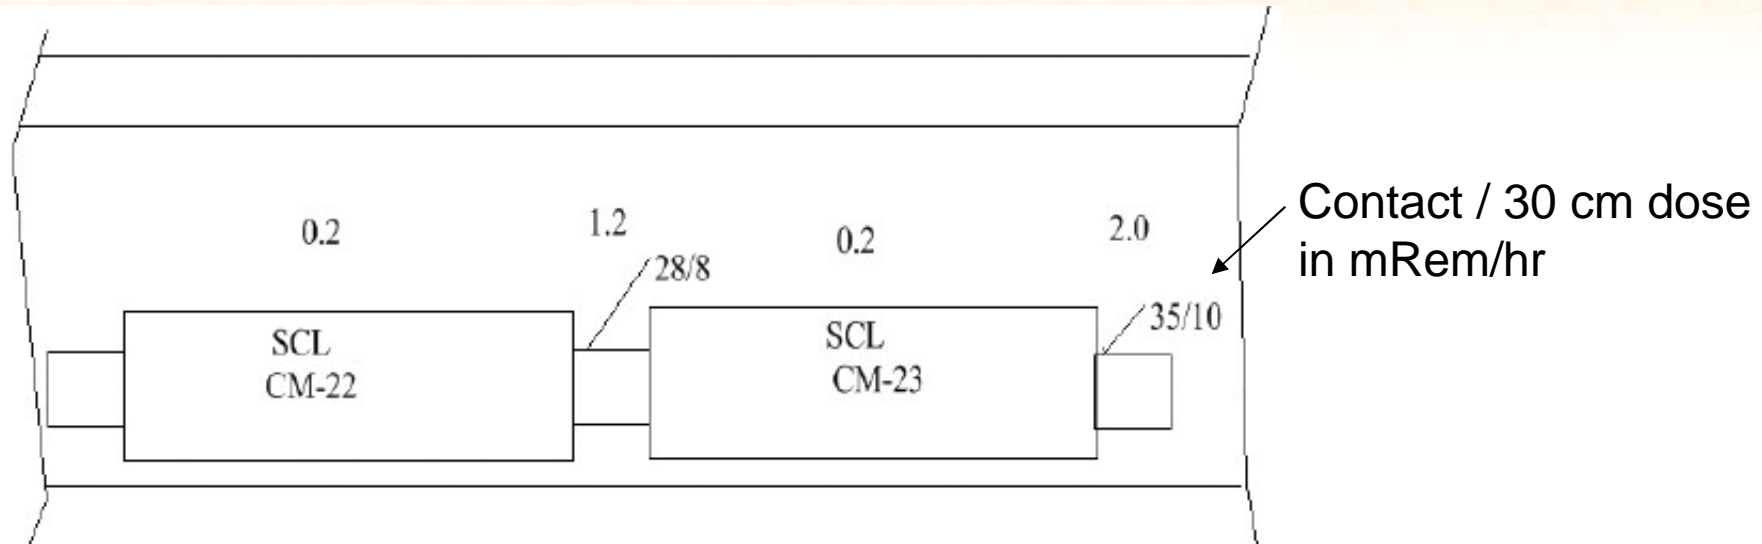 Contact / 30 cm dose
in mRem/hr
0.2
1.2
0.2
2.0
28/8
35/10
SCL
CM-22
SCL
CM-23